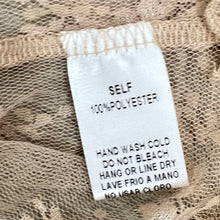 SELF
100%POLYESTER
HAND WASH COLD
DO NOT BLEACH
HANG OR LINE DRY
LAVE FRIO A MANO
NO USAR CLORO